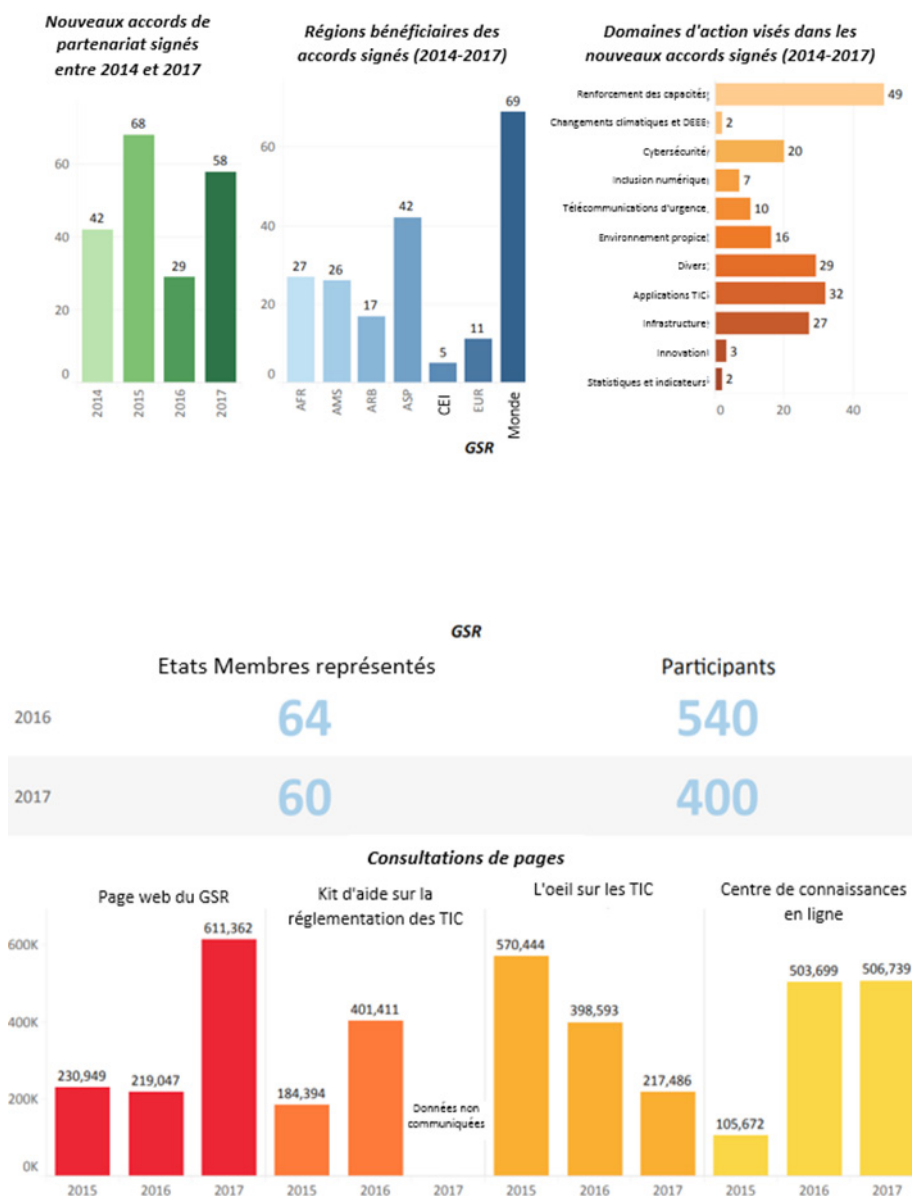 Nouveaux accords de
partenariat signés
entre 2014 et 2017
60
40
20
0
42
68
29
58
2014
2015
2016
2017
Régions bénéficiaires des
accords signés (2014-2017)
60
40
20
0
27
26
17
42
5
11
69
AFR
AMS
ARB
ASP
CEI
EUR
Monde
Domaines d'action visés dans les
nouveaux accords signés (2014-2017)
Renforcement des capacités 49
Changements climatiques et DEEE 2
Cybersécurité 20
Inclusion numérique 7
Télécommunications d'urgence 10
Environnement propice 16
Divers 29
Applications TIC 32
Infrastructure 27
Innovation 3
Statistiques et indicateurs 2
0 20 40
GSR
GSR
Etats Membres représentés Participants
2016 64 540
2017 60 400
Consultations de pages
Page web du GSR
Kit d'aide sur la
réglementation des TIC
L'oeil sur les TIC
Centre de connaissances
en ligne
600K
400K
200K
0K
230,949
219,047
611,362
184,394
401,411
Données non
communiquées
570,444
398,593
217,486
105,672
503,699
506,739
2015 2016 2017 2015 2016 2017 2015 2016 2017 2015 2016 2017